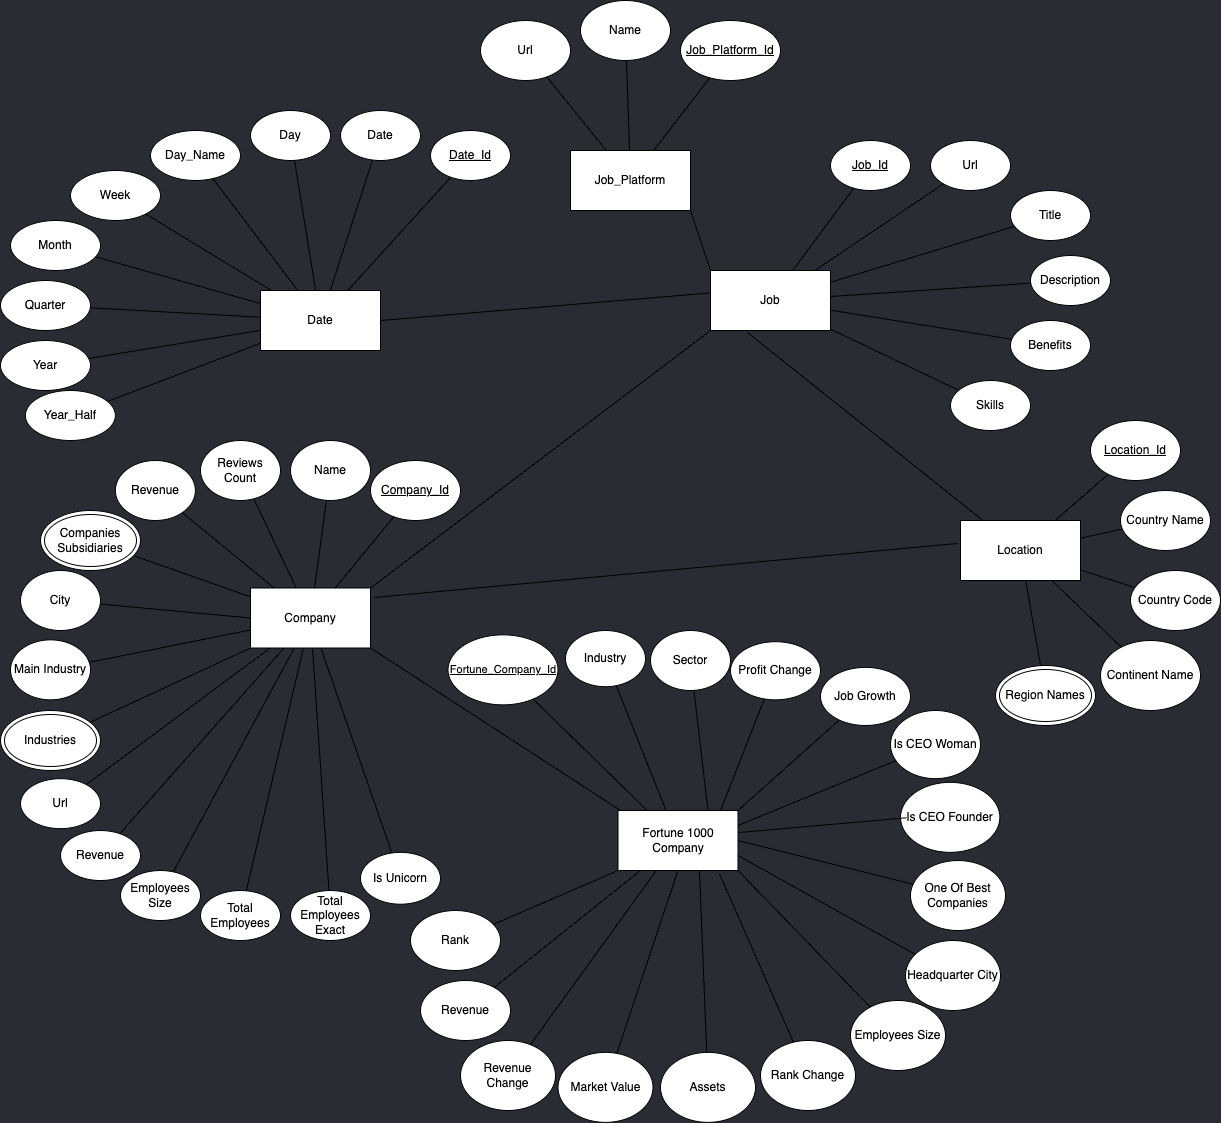 Name
Url
Job_Platform_Id
Job_Platform
Day
Date
Day_Name
Date_Id
Week
Month
Quarter
Year
Year_Half
Date
Job_Id
Url
Title
Description
Benefits
Skills
Job
Location_Id
Country Name
Country Code
Continent Name
Region Names
Location
Reviews
Count
Name
Revenue
Company_Id
Companies
Subsidiaries
City
Main Industry
Industries
Url
Revenue
Employees
Size
Total
Employees
Total
Employees
Exact
Is Unicorn
Company
Fortune_Company_Id
Industry
Sector
Profit Change
Job Growth
Is CEO Woman
Is CEO Founder
One Of Best
Companies
Headquarter City
Employees Size
Rank Change
Assets
Market Value
Revenue
Change
Revenue
Rank
Fortune 1000
Company